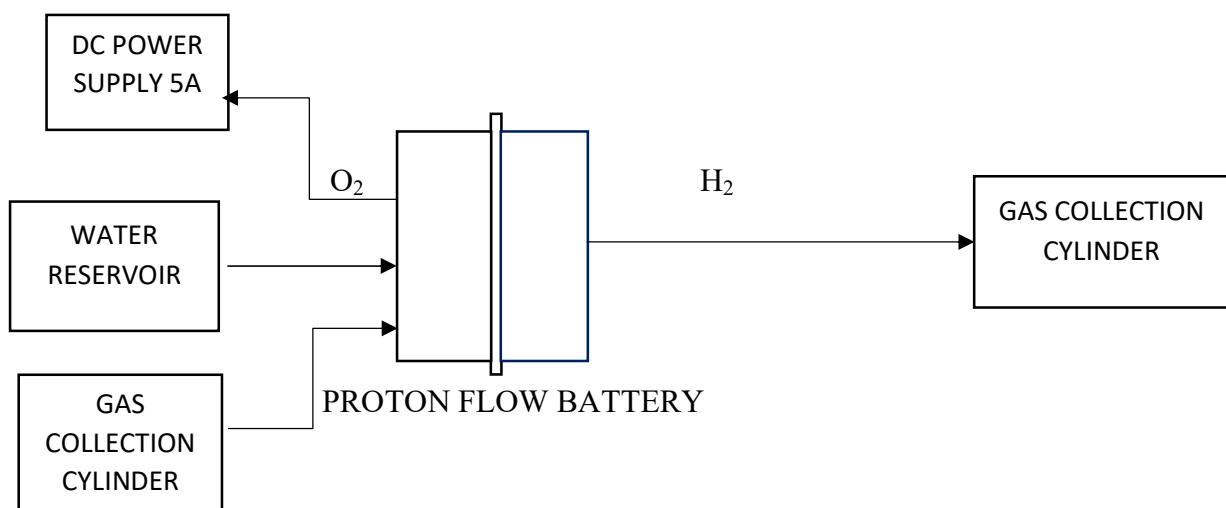 DC POWER
SUPPLY 5A
O₂
H₂
WATER
RESERVOIR
GAS COLLECTION
CYLINDER
PROTON FLOW BATTERY
GAS
COLLECTION
CYLINDER